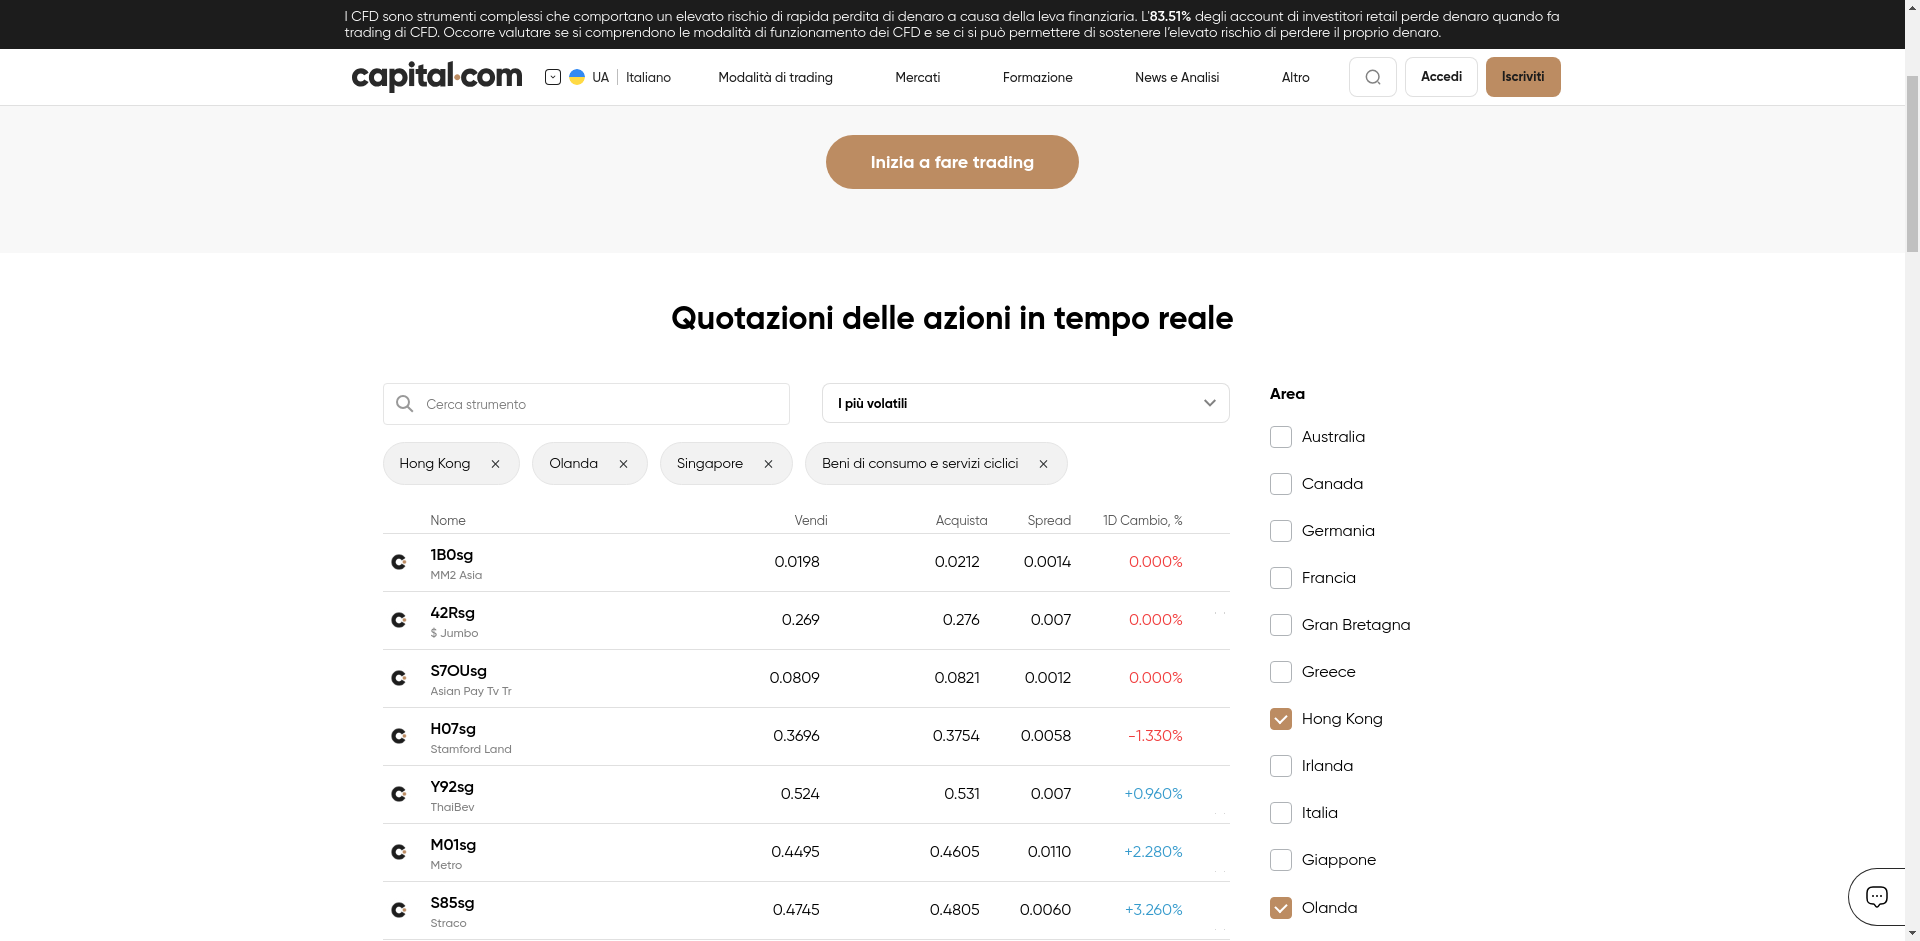 I CFD sono strumenti complessi che comportano un elevato rischio di rapida perdita di denaro a causa della leva finanziaria. L'83.51% degli account di investitori retail perde denaro quando fa
trading di CFD. Occorre valutare se si comprendono le modalità di funzionamento dei CFD e se ci si può permettere di sostenere l'elevato rischio di perdere il proprio denaro.
capital.com UA Italiano Modalità di trading Mercati Formazione News e Analisi Altro Accedi Iscriviti
Inizia a fare trading
Quotazioni delle azioni in tempo reale
Cerca strumento I più volatili
Hong Kong Olanda Singapore Beni di consumo e servizi ciclici
Nome Vendi Acquista Spread 1D Cambio, %
1B0sg 0.0198 0.0212 0.0014 0.000%
MM2 Asia
42Rsg 0.269 0.276 0.007 0.000%
$ Jumbo
S7OUsg 0.0809 0.0821 0.0012 0.000%
Asian Pay Tv Tr
H07sg 0.3696 0.3754 0.0058 -1.330%
Stamford Land
Y92sg 0.524 0.531 0.007 +0.960%
ThaiBev
M01sg 0.4495 0.4605 0.0110 +2.280%
Metro
S85sg 0.4745 0.4805 0.0060 +3.260%
Straco
Area
Australia
Canada
Germania
Francia
Gran Bretagna
Greece
Hong Kong
Irlanda
Italia
Giappone
Olanda